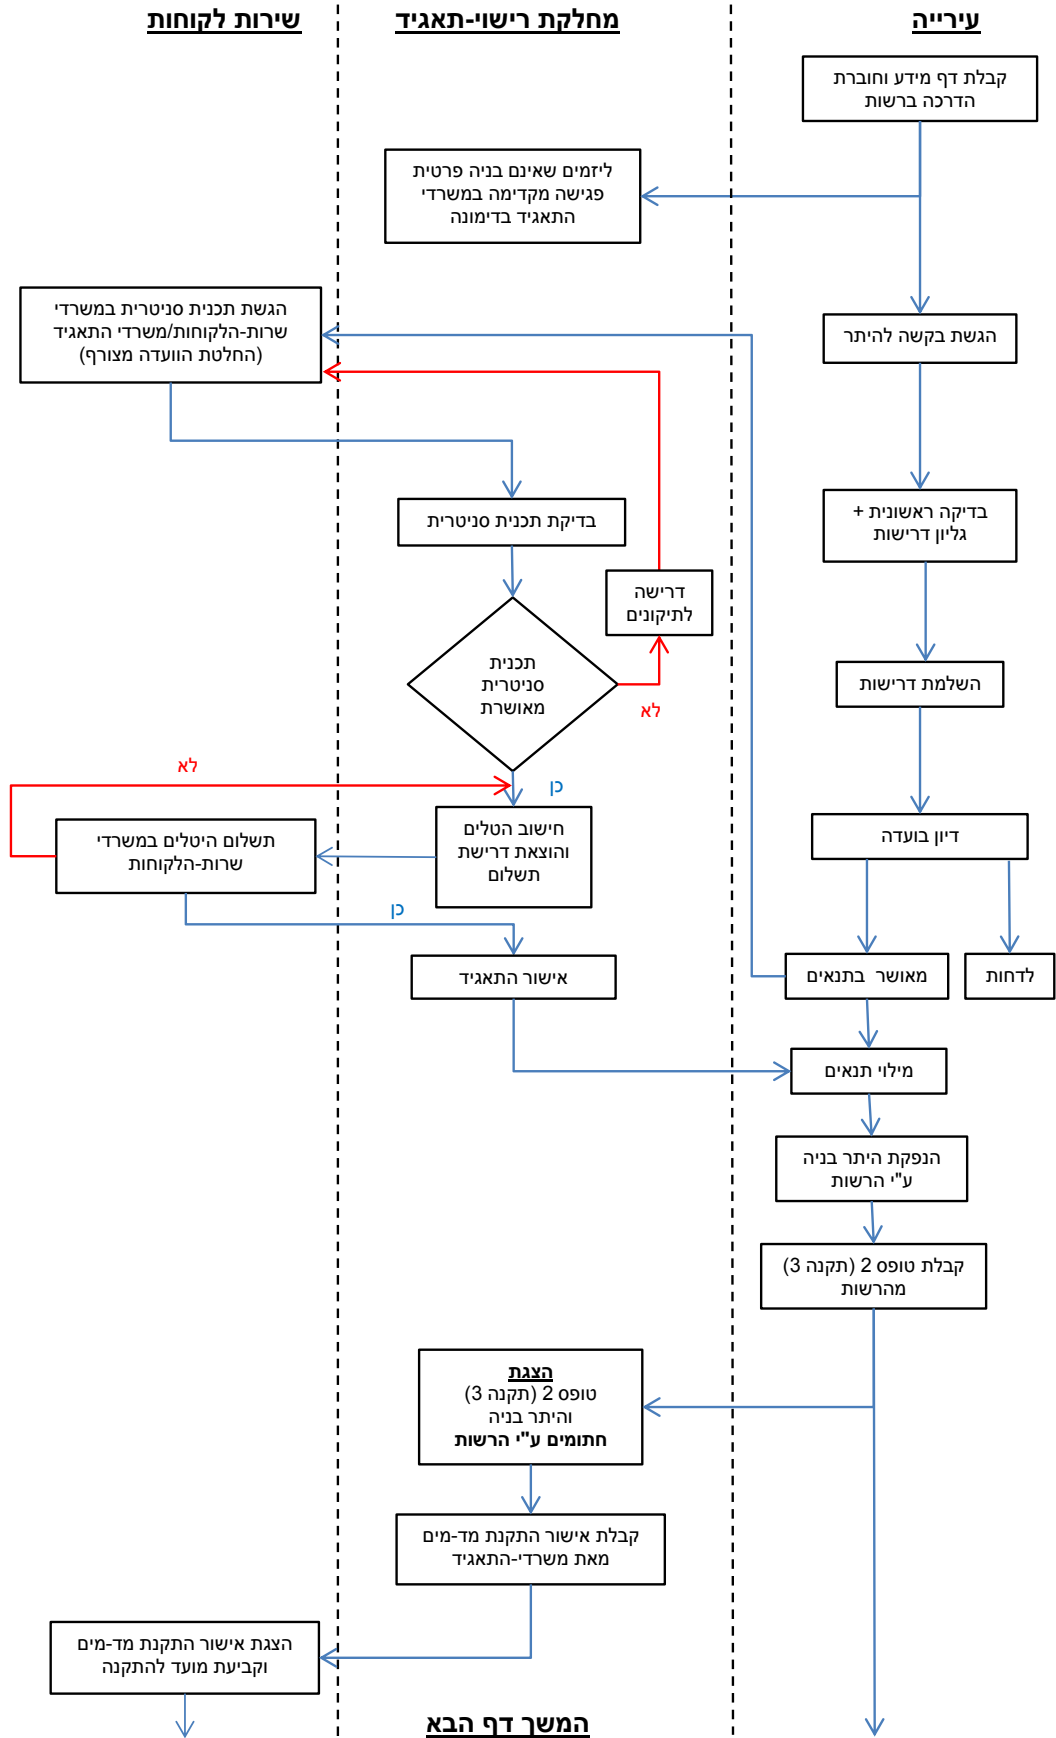 עירייה
מחלקת רישוי-תאגיד
שירות לקוחות
קבלת דף מידע וחוברת
הדרכה ברשות
ליזמים שאינם בניה פרטית
פגישה מקדימה במשרדי
התאגיד בדימונה
הגשת בקשה להיתר
הגשת תכנית סניטרית במשרדי
שרות-הלקוחות/משרדי התאגיד
(החלטת הוועדה מצורף)
בדיקה ראשונית +
גליון דרישות
בדיקת תכנית סניטרית
דרישה
לתיקונים
השלמת דרישות
תכנית
סניטרית
מאושרת
לא
כן
לא
דיון בועדה
חישוב הטלים
והוצאת דרישת
תשלום
תשלום היטלים במשרדי
שרות-הלקוחות
כן
לדחות
מאושר בתנאים
אישור התאגיד
מילוי תנאים
הנפקת היתר בניה
ע"י הרשות
קבלת טופס 2 (תקנה 3)
מהרשות
הצגת
טופס 2 (תקנה 3)
והיתר בניה
חתומים ע"י הרשות
קבלת אישור התקנת מד-מים
מאת משרדי-התאגיד
הצגת אישור התקנת מד-מים
וקביעת מועד להתקנה
המשך דף הבא